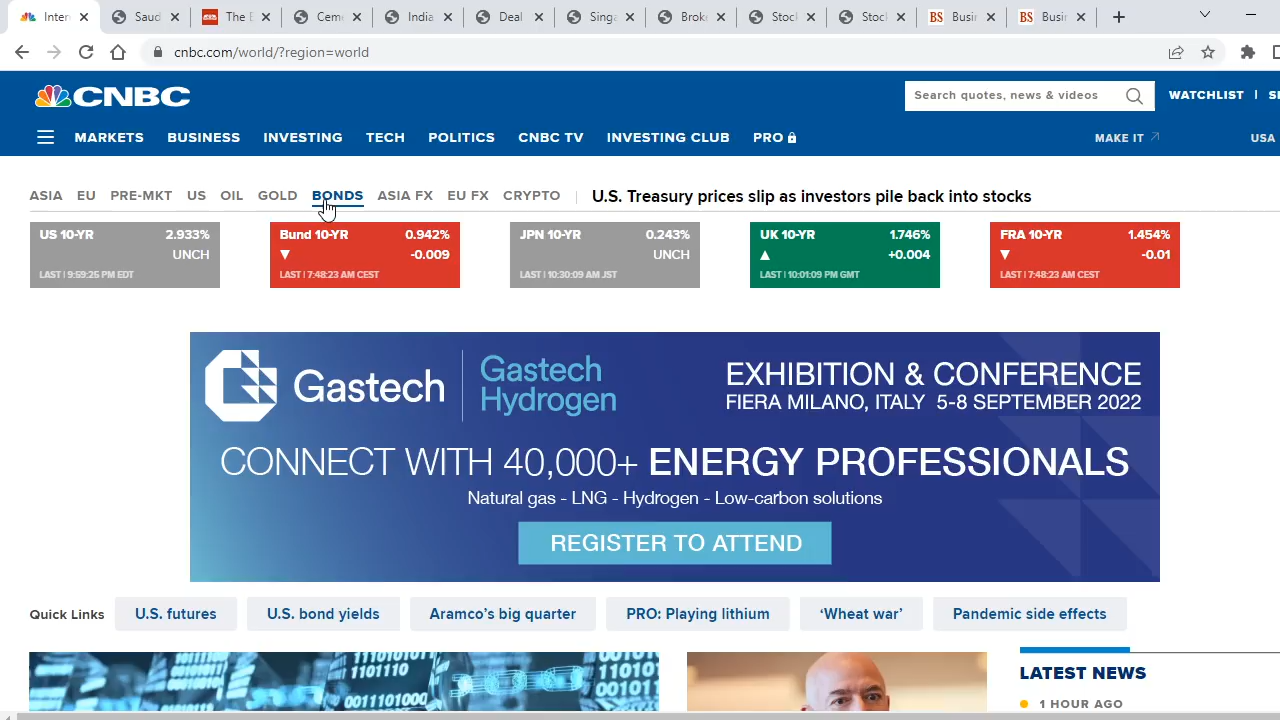 Inter
Saud
The E
Ceme
India
Deal
Singa
Broke
Stock
Stock
BS Busin
BS Busin
cnbc.com/world/?region=world
CNBC
Search quotes, news & videos
WATCHLIST |
MARKETS BUSINESS INVESTING TECH POLITICS CNBC TV INVESTING CLUB PRO
MAKE IT
USA
ASIA EU PRE-MKT US OIL GOLD BONDS ASIA FX EU FX CRYPTO | U.S. Treasury prices slip as investors pile back into stocks
US 10-YR 2.933%
UNCH
LAST | 9:59:25 PM EDT
Bund 10-YR 0.942%
▼ -0.009
LAST | 7:48:23 AM CEST
JPN 10-YR 0.243%
UNCH
LAST | 10:30:09 AM JST
UK 10-YR 1.746%
▲ +0.004
LAST | 10:01:09 PM GMT
FRA 10-YR 1.454%
▼ -0.01
LAST | 7:48:23 AM CEST
Gastech | Gastech Hydrogen
EXHIBITION & CONFERENCE
FIERA MILANO, ITALY 5-8 SEPTEMBER 2022
CONNECT WITH 40,000+ ENERGY PROFESSIONALS
Natural gas - LNG - Hydrogen - Low-carbon solutions
REGISTER TO ATTEND
Quick Links U.S. futures U.S. bond yields Aramco's big quarter PRO: Playing lithium ‘Wheat war’ Pandemic side effects
LATEST NEWS
1 HOUR AGO